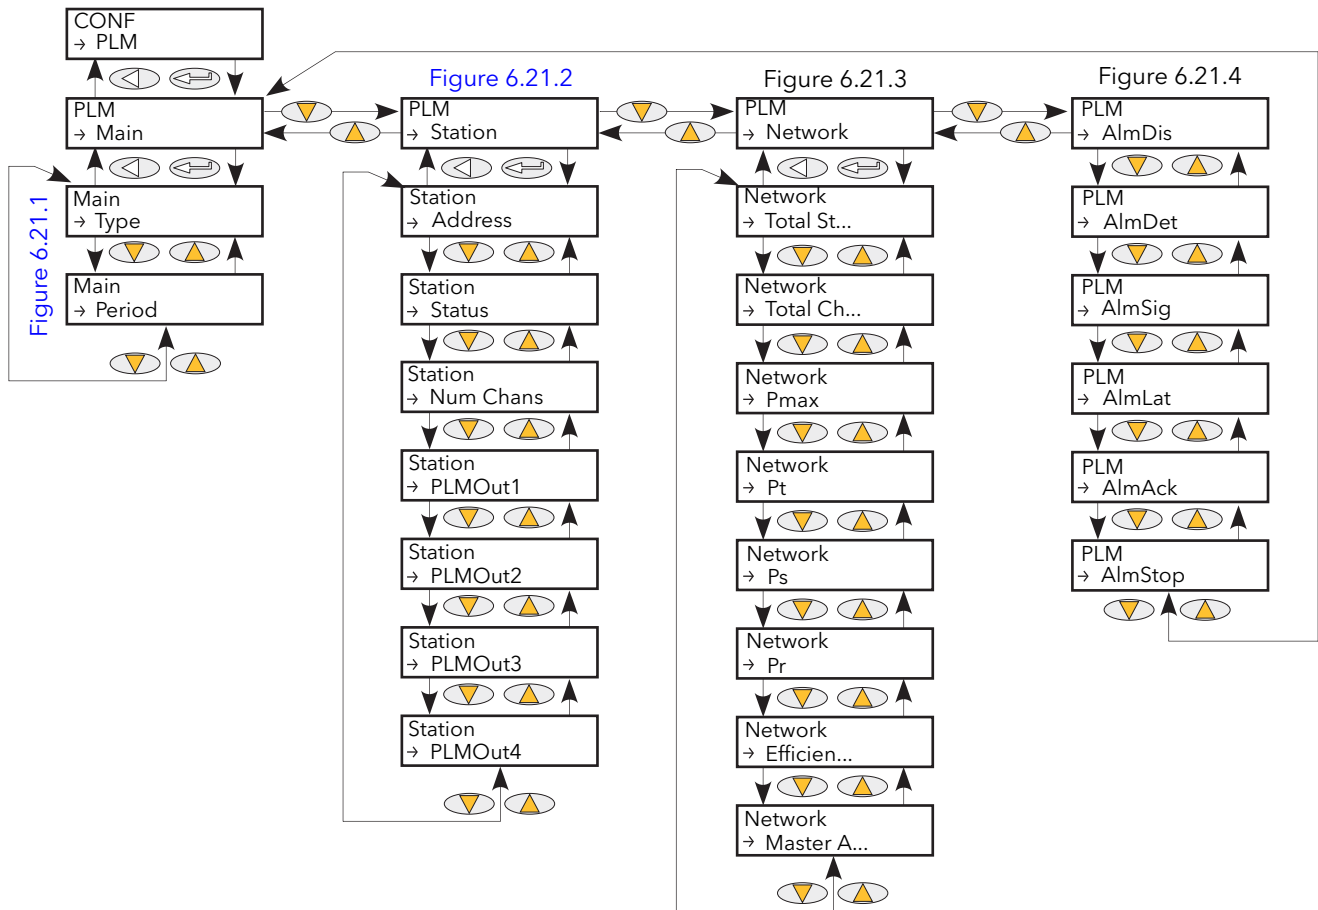 CONF
→ PLM
Figure 6.21.2
Figure 6.21.3
Figure 6.21.4
PLM
→ Main
PLM
→ Station
PLM
→ Network
PLM
→ AlmDis
Figure 6.21.1
Main
→ Type
Main
→ Period
Station
→ Address
Station
→ Status
Station
→ Num Chans
Station
→ PLMOut1
Station
→ PLMOut2
Station
→ PLMOut3
Station
→ PLMOut4
Network
→ Total St...
Network
→ Total Ch...
Network
→ Pmax
Network
→ Pt
Network
→ Ps
Network
→ Pr
Network
→ Efficien...
Network
→ Master A...
PLM
→ AlmDet
PLM
→ AlmSig
PLM
→ AlmLat
PLM
→ AlmAck
PLM
→ AlmStop